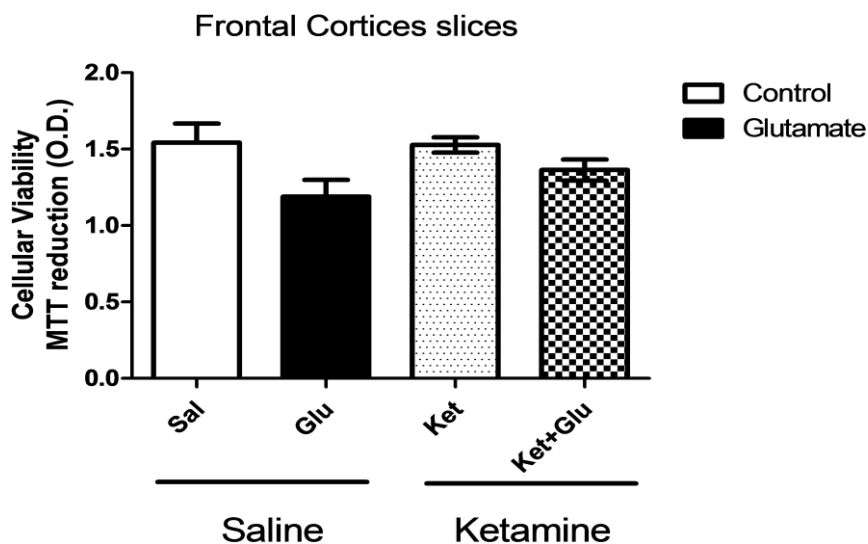 Frontal Cortices slices
Cellular Viability
MTT reduction (O.D.)
2.0
1.5
1.0
0.5
0.0
Sal
Glu
Ket
Ket+Glu
Saline
Ketamine
Control
Glutamate